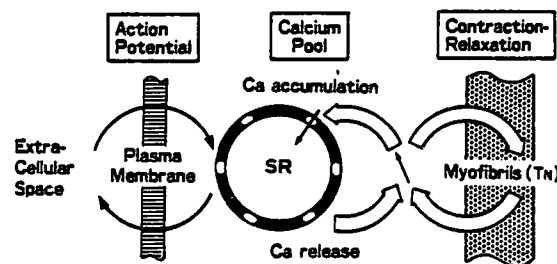 Action
Potential
Calcium
Pool
Contraction-
Relaxation
Ca accumulation
Extra-
Cellular
Space
Plasma
Membrane
SR
Myofibrils (TN)
Ca release